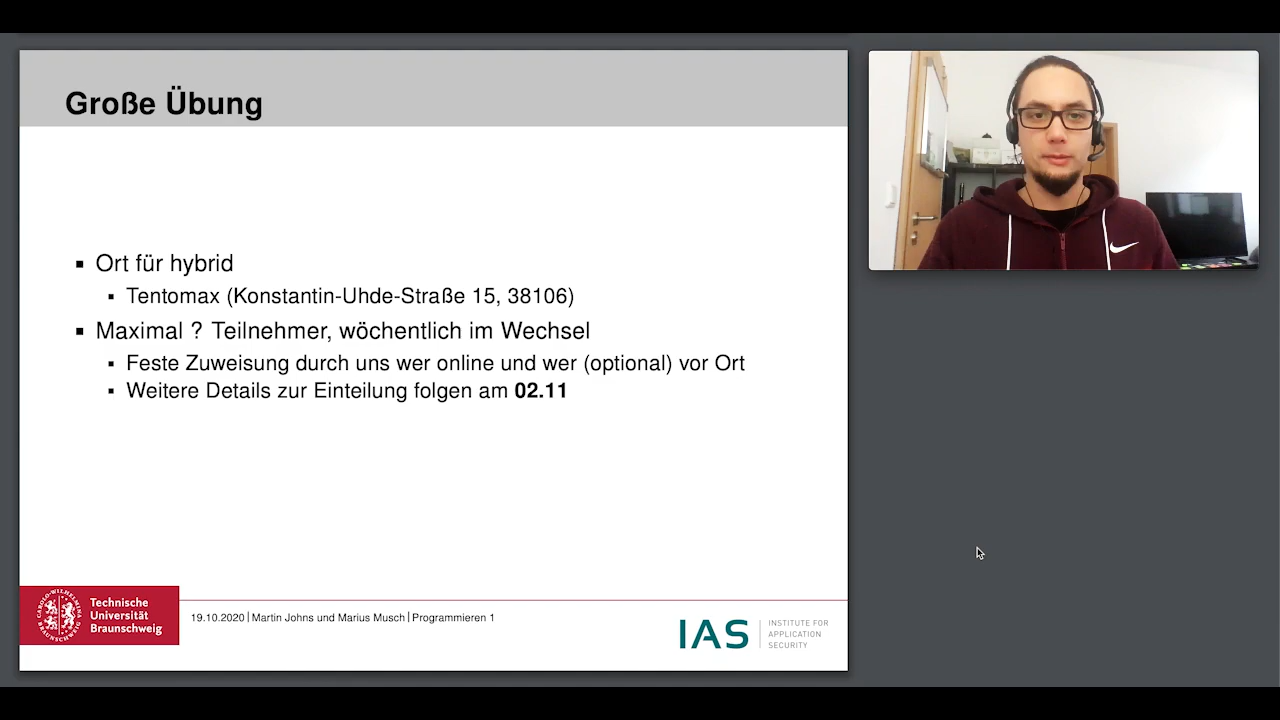 Große Übung
Ort für hybrid
Tentomax (Konstantin-Uhde-Straße 15, 38106)
Maximal ? Teilnehmer, wöchentlich im Wechsel
Feste Zuweisung durch uns wer online und wer (optional) vor Ort
Weitere Details zur Einteilung folgen am 02.11
Technische
Universität
Braunschweig
19.10.2020 | Martin Johns und Marius Musch | Programmieren 1
IAS
INSTITUTE FOR
APPLICATION
SECURITY